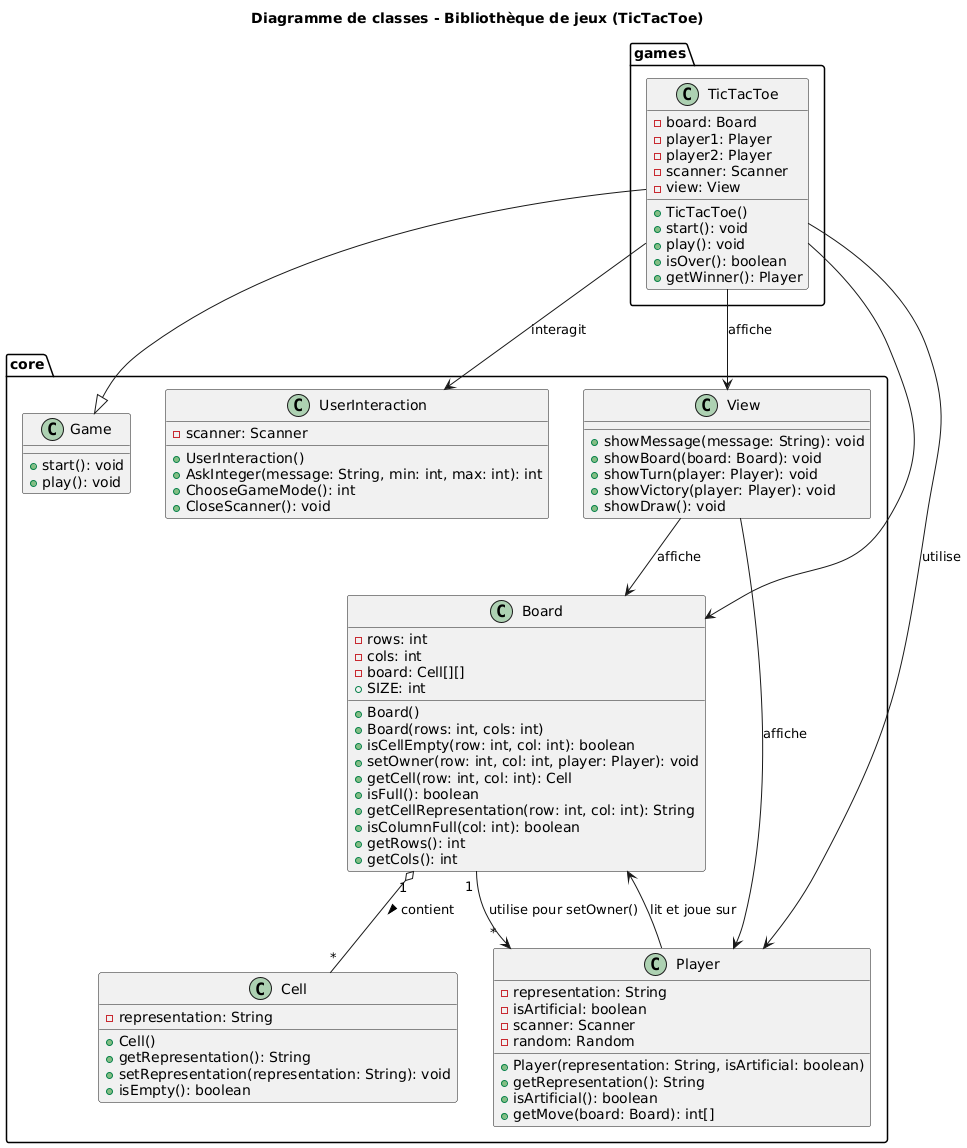 Diagramme de classes - Bibliothèque de jeux (TicTacToe)
games
C TicTacToe
board: Board
player1: Player
player2: Player
scanner: Scanner
view: View
TicTacToe()
start(): void
play(): void
isOver(): boolean
getWinner(): Player
interagit
affiche
core
C Game
start(): void
play(): void
C UserInteraction
scanner: Scanner
UserInteraction()
AskInteger(message: String, min: int, max: int): int
ChooseGameMode(): int
CloseScanner(): void
C View
showMessage(message: String): void
showBoard(board: Board): void
showTurn(player: Player): void
showVictory(player: Player): void
showDraw(): void
affiche
utilise
C Board
rows: int
cols: int
board: Cell[][]
SIZE: int
Board()
Board(rows: int, cols: int)
isCellEmpty(row: int, col: int): boolean
setOwner(row: int, col: int, player: Player): void
getCell(row: int, col: int): Cell
isFull(): boolean
getCellRepresentation(row: int, col: int): String
isColumnFull(col: int): boolean
getRows(): int
getCols(): int
affiche
1
1
contient
utilise pour setOwner()
lit et joue sur
*
*
C Cell
representation: String
Cell()
getRepresentation(): String
setRepresentation(representation: String): void
isEmpty(): boolean
C Player
representation: String
isArtificial: boolean
scanner: Scanner
random: Random
Player(representation: String, isArtificial: boolean)
getRepresentation(): String
isArtificial(): boolean
getMove(board: Board): int[]